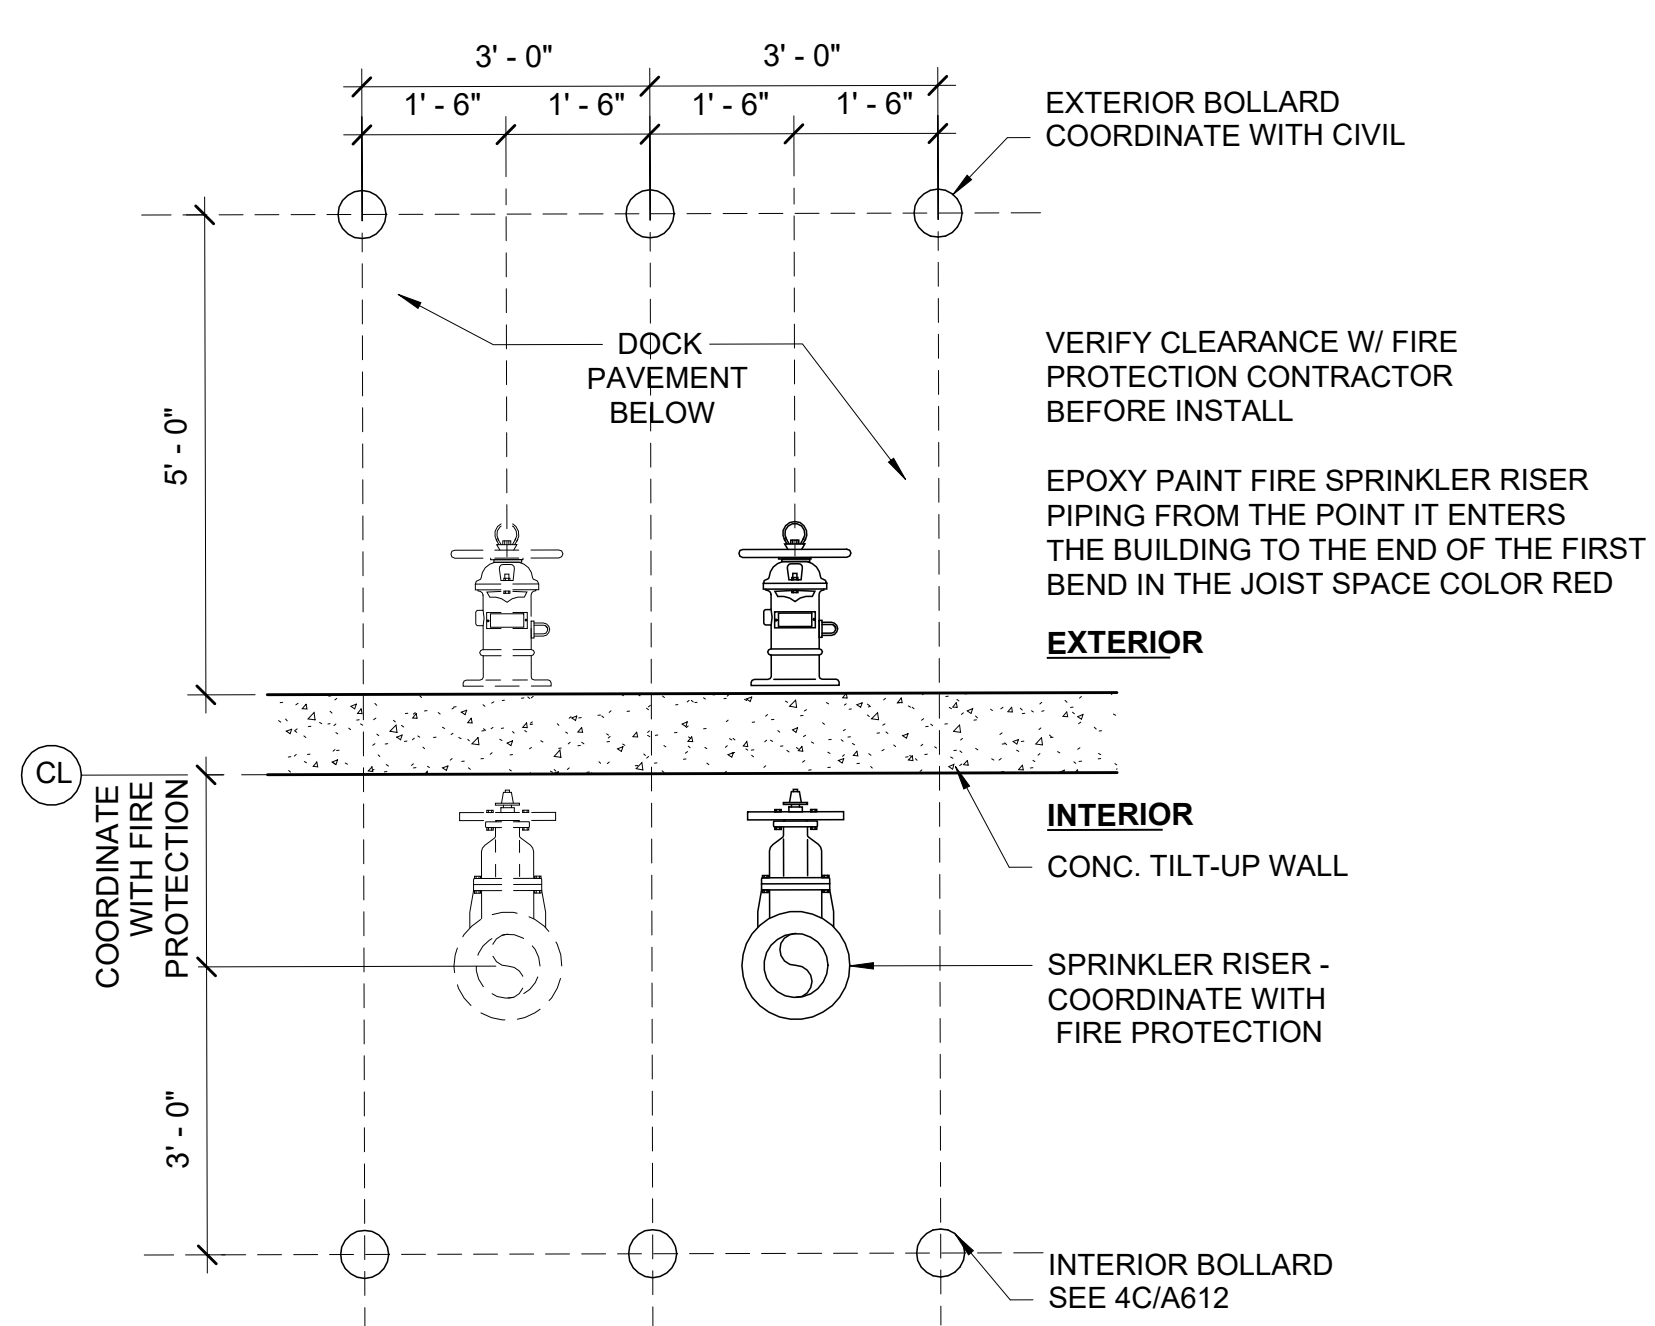 3' - 0"
3' - 0"
1' - 6"
1' - 6"
1' - 6"
1' - 6"
EXTERIOR BOLLARD
COORDINATE WITH CIVIL
DOCK
PAVEMENT
BELOW
VERIFY CLEARANCE W/ FIRE
PROTECTION CONTRACTOR
BEFORE INSTALL
5' - 0"
EPOXY PAINT FIRE SPRINKLER RISER
PIPING FROM THE POINT IT ENTERS
THE BUILDING TO THE END OF THE FIRST
BEND IN THE JOIST SPACE COLOR RED
EXTERIOR
CL
COORDINATE
WITH FIRE
PROTECTION
INTERIOR
CONC. TILT-UP WALL
SPRINKLER RISER -
COORDINATE WITH
FIRE PROTECTION
3' - 0"
INTERIOR BOLLARD
SEE 4C/A612